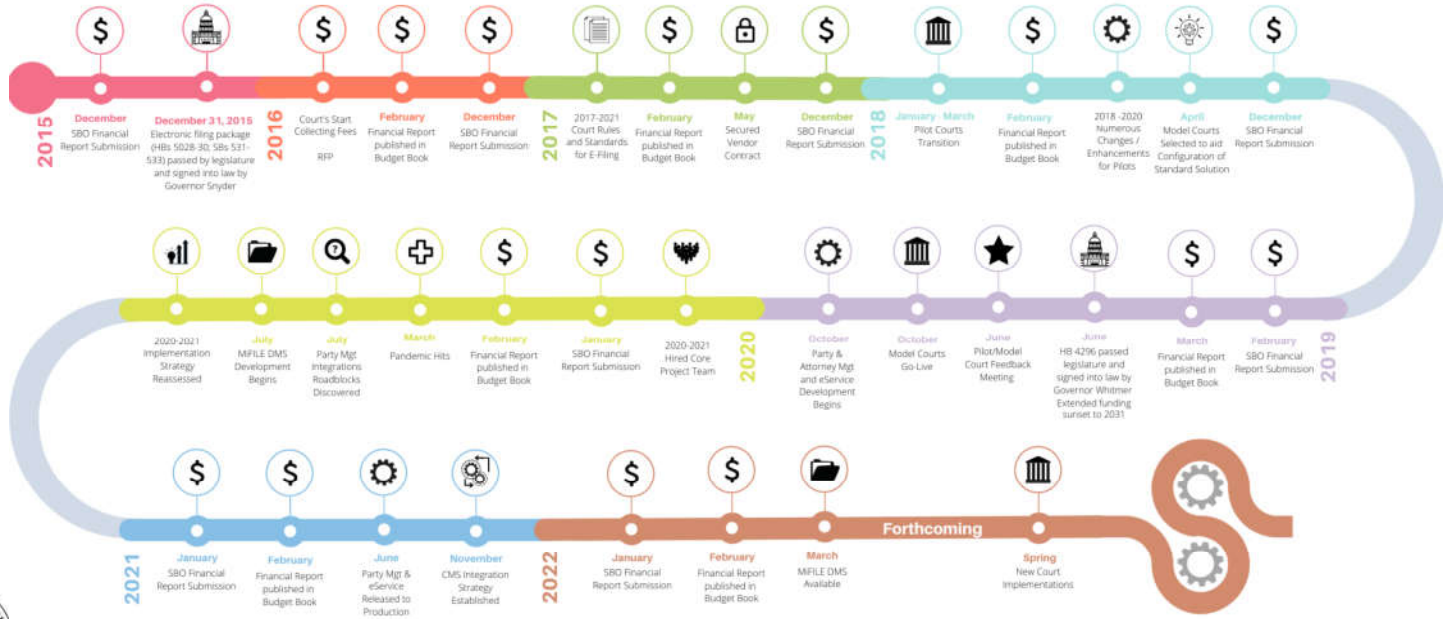 2015
December
SBO Financial
Report Submission
December 31, 2015
Electronic filing package
(HBs 5028-30, SBs 531-
533) passed by legislature
and signed into law by
Governor Snyder
2016
Court's Start
Collecting Fees
RFP
February
Financial Report
published in
Budget Book
December
SBO Financial
Report Submission
2017
2017-2021
Court Rules
and Standards
for E-Filing
February
Financial Report
published in
Budget Book
May
Secured
Vendor
Contract
December
SBO Financial
Report Submission
2018
January - March
Pilot Courts
Transition
February
Financial Report
published in
Budget Book
2018 -2020
Numerous
Changes /
Enhancements
for Pilots
April
Model Courts
Selected to aid
Configuration of
Standard Solution
December
SBO Financial
Report Submission
2019
February
SBO Financial
Report Submission
March
Financial Report
published in
Budget Book
June
HB 4296 passed
legislature and
signed into law by
Governor Whitmer
Extended funding
sunset to 2031
June
Pilot/Model
Court Feedback
Meeting
October
Model Courts
Go-Live
October
Party &
Attorney Mgt
and eService
Development
Begins
2020
2020-2021
Hired Core
Project Team
January
SBO Financial
Report Submission
February
Financial Report
published in
Budget Book
March
Pandemic Hits
July
Party Mgt
Integrations
Roadblocks
Discovered
July
MiFILE DMS
Development
Begins
2020-2021
Implementation
Strategy
Reassessed
2021
January
SBO Financial
Report Submission
February
Financial Report
published in
Budget Book
June
Party Mgt &
eService
Released to
Production
November
CMS Integration
Strategy
Established
2022
January
SBO Financial
Report Submission
February
Financial Report
published in
Budget Book
March
MiFILE DMS
Available
Forthcoming
Spring
New Court
Implementations